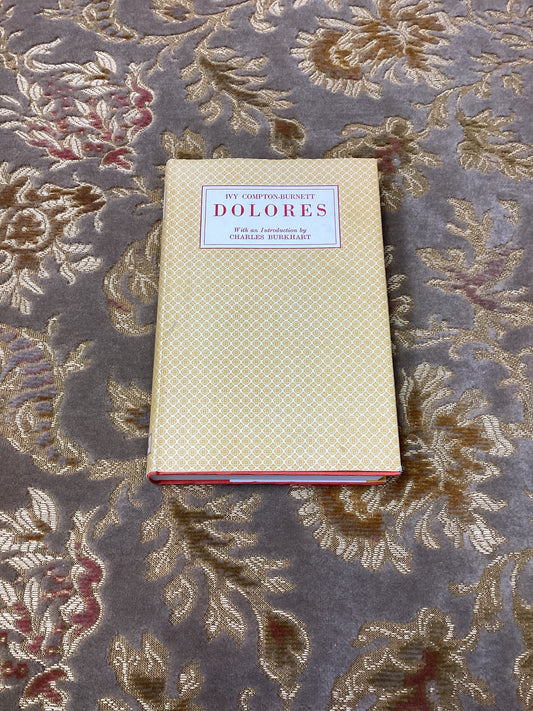 IVY COMPTON-BURNETT
DOLORES
With an Introduction by
CHARLES BURKHART